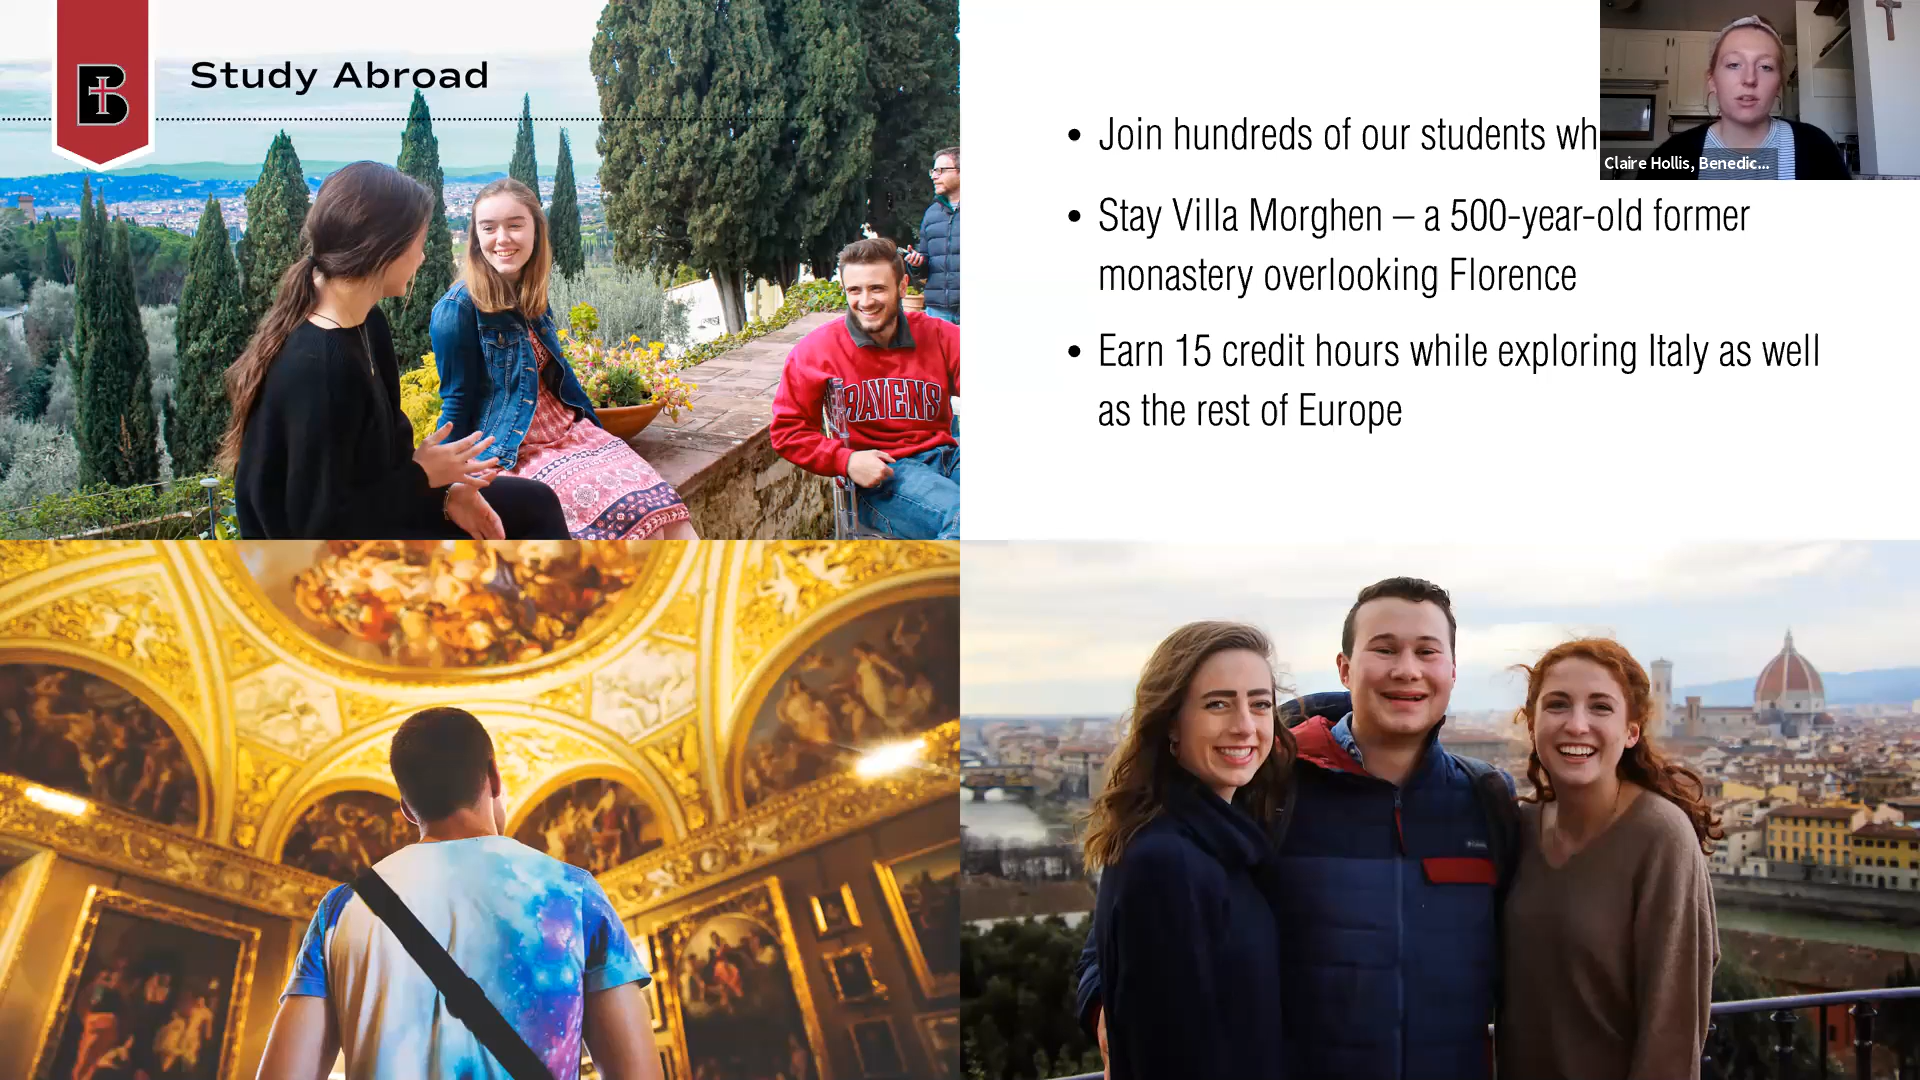 Study Abroad
• Join hundreds of our students wh
• Stay Villa Morghen – a 500-year-old former
monastery overlooking Florence
• Earn 15 credit hours while exploring Italy as well
as the rest of Europe
Claire Hollis, Benedic...
RAVENS
B